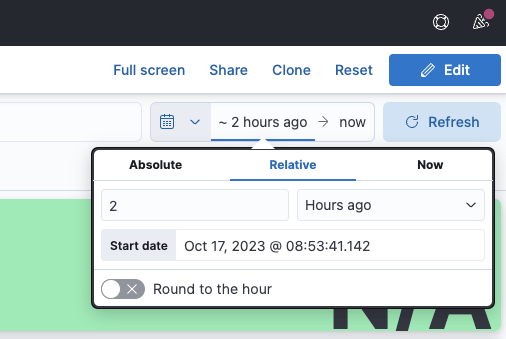 Full screen Share Clone Reset Edit
~ 2 hours ago → now Refresh
Absolute Relative Now
2 Hours ago
Start date Oct 17, 2023 @ 08:53:41.142
Round to the hour
N/A